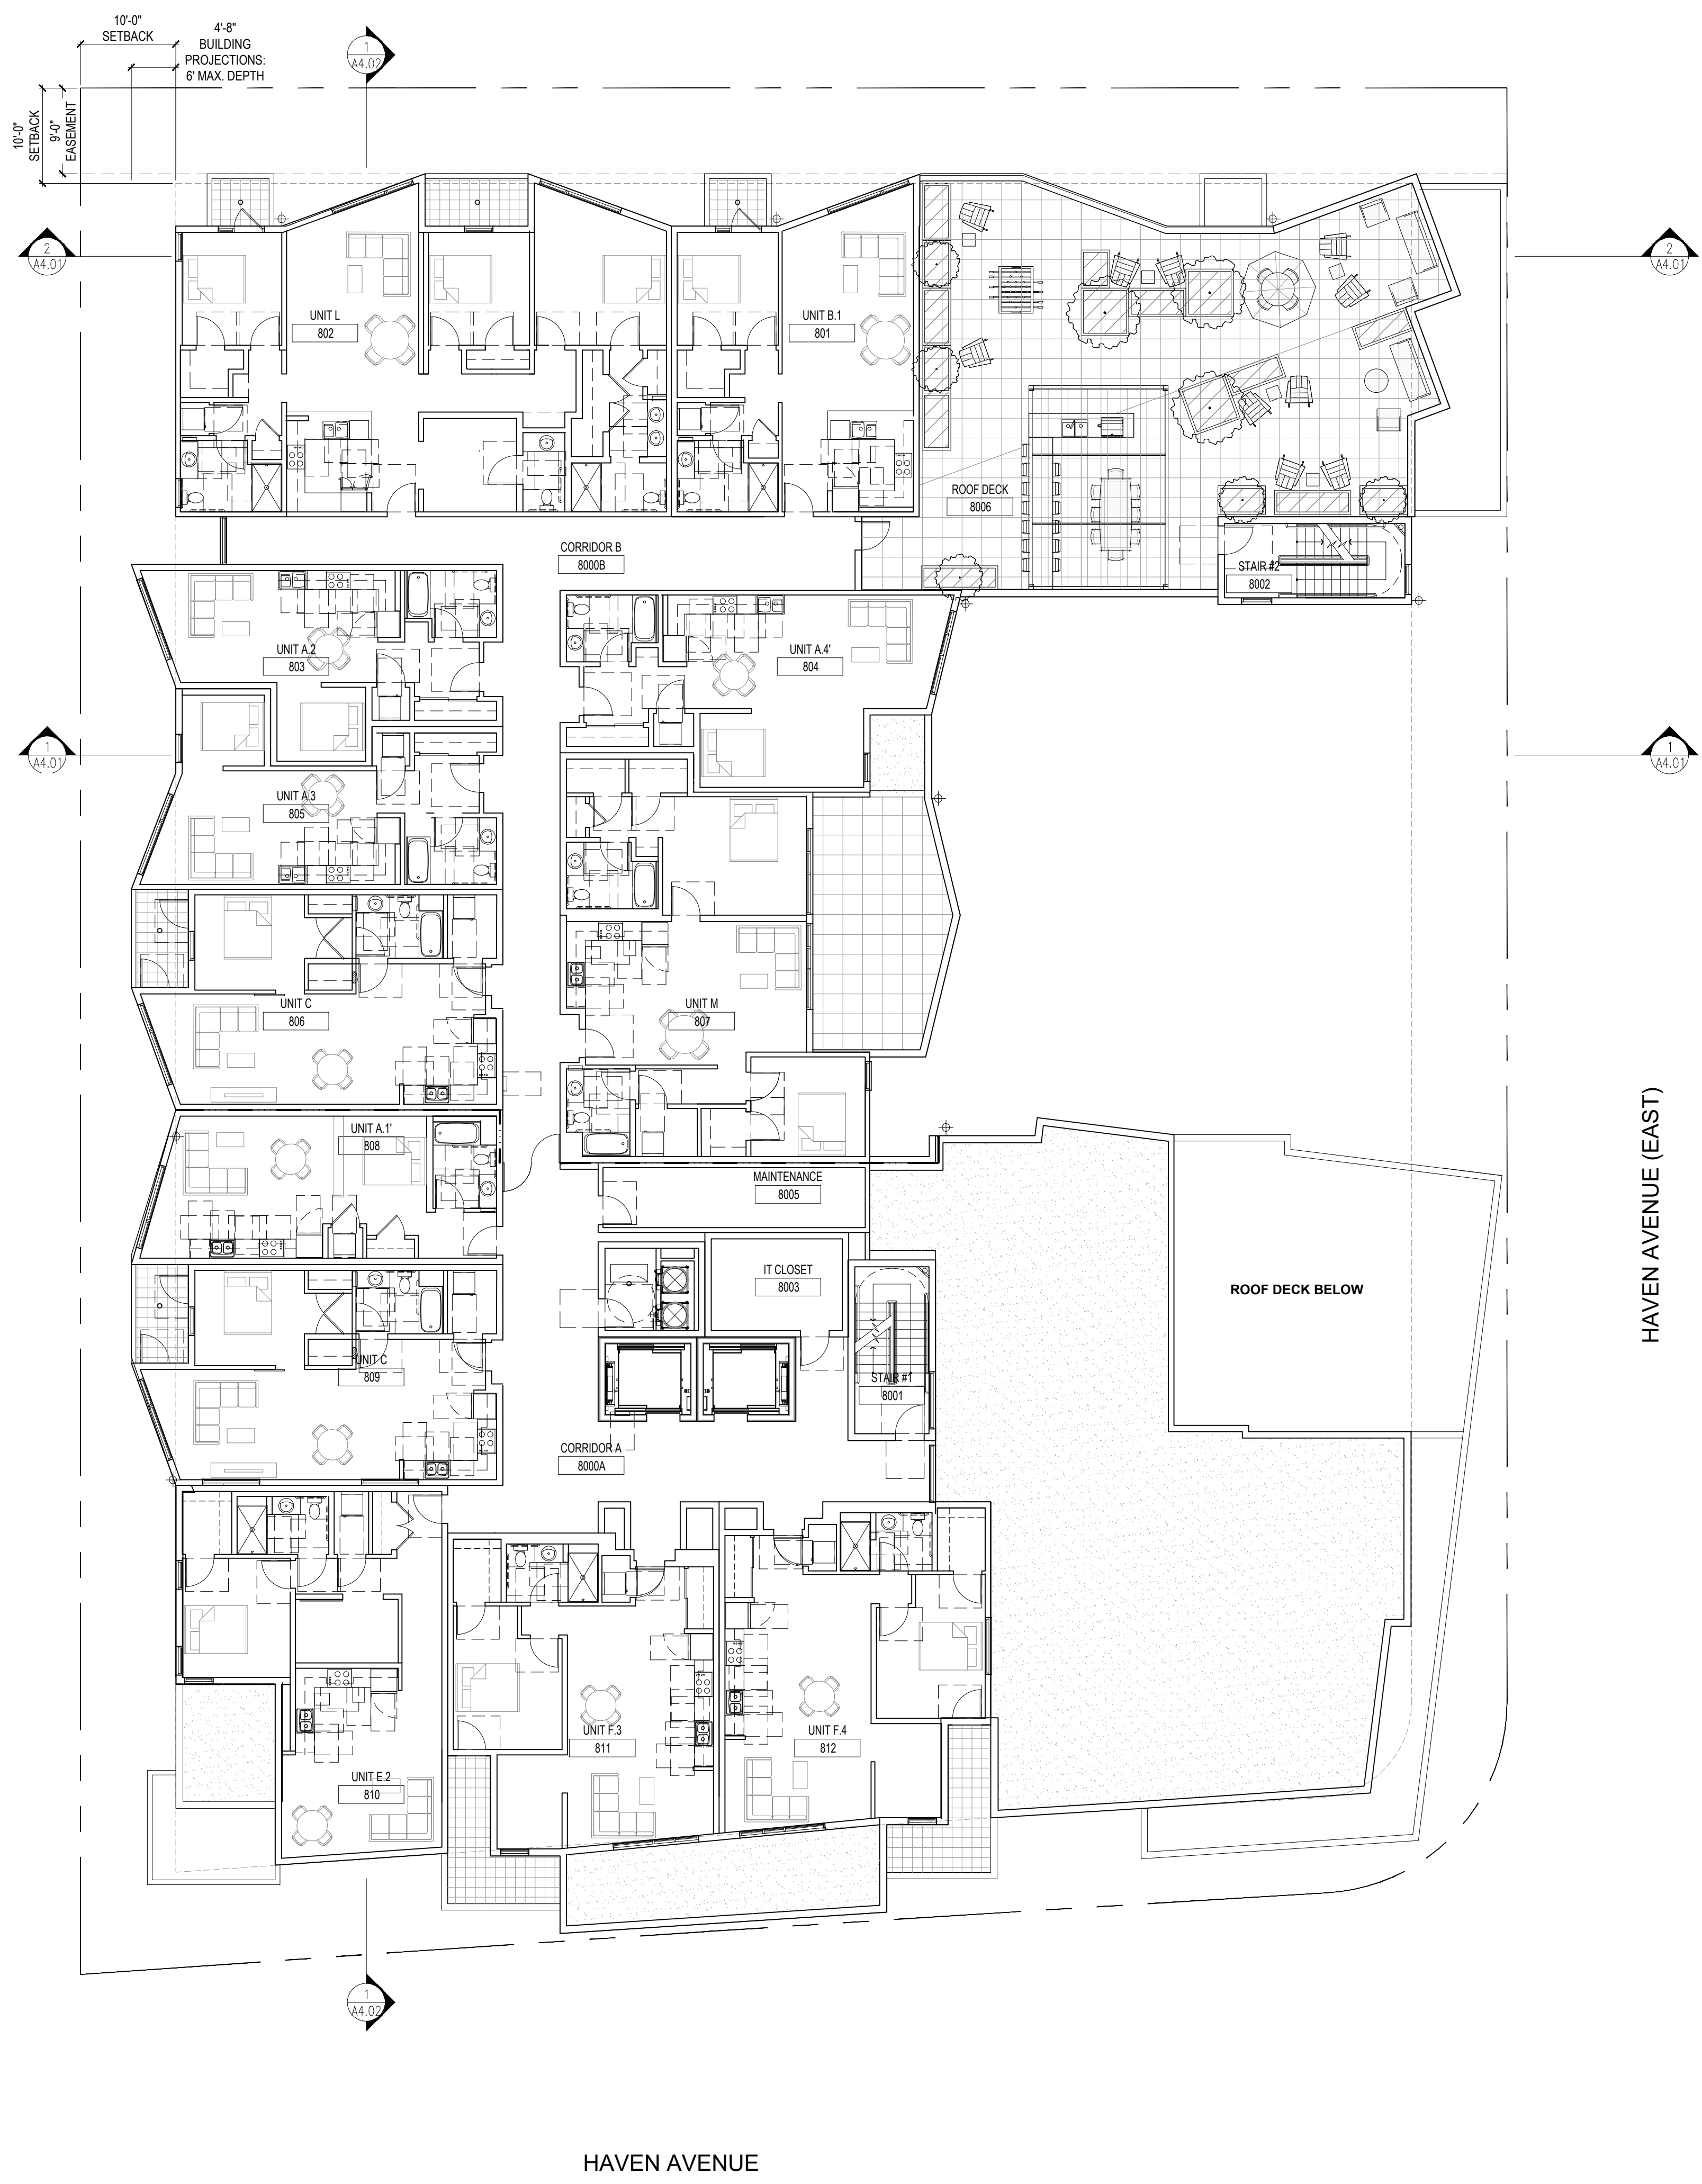 10'-0"
SETBACK
4'-8"
BUILDING
PROJECTIONS:
6' MAX. DEPTH
1
A4.02
10'-0"
SETBACK
9'-0"
EASEMENT
2
A4.01
2
A4.01
UNIT L
802
UNIT B.1
801
ROOF DECK
8006
CORRIDOR B
8000B
STAIR #2
8002
UNIT A.2
803
UNIT A.4'
804
1
A4.01
1
A4.01
UNIT A.3
805
UNIT C
806
UNIT M
807
UNIT A.1'
808
MAINTENANCE
8005
IT CLOSET
8003
ROOF DECK BELOW
HAVEN AVENUE (EAST)
UNIT C
809
STAIR #1
8001
CORRIDOR A
8000A
UNIT F.3
811
UNIT F.4
812
UNIT E.2
810
1
A4.02
HAVEN AVENUE